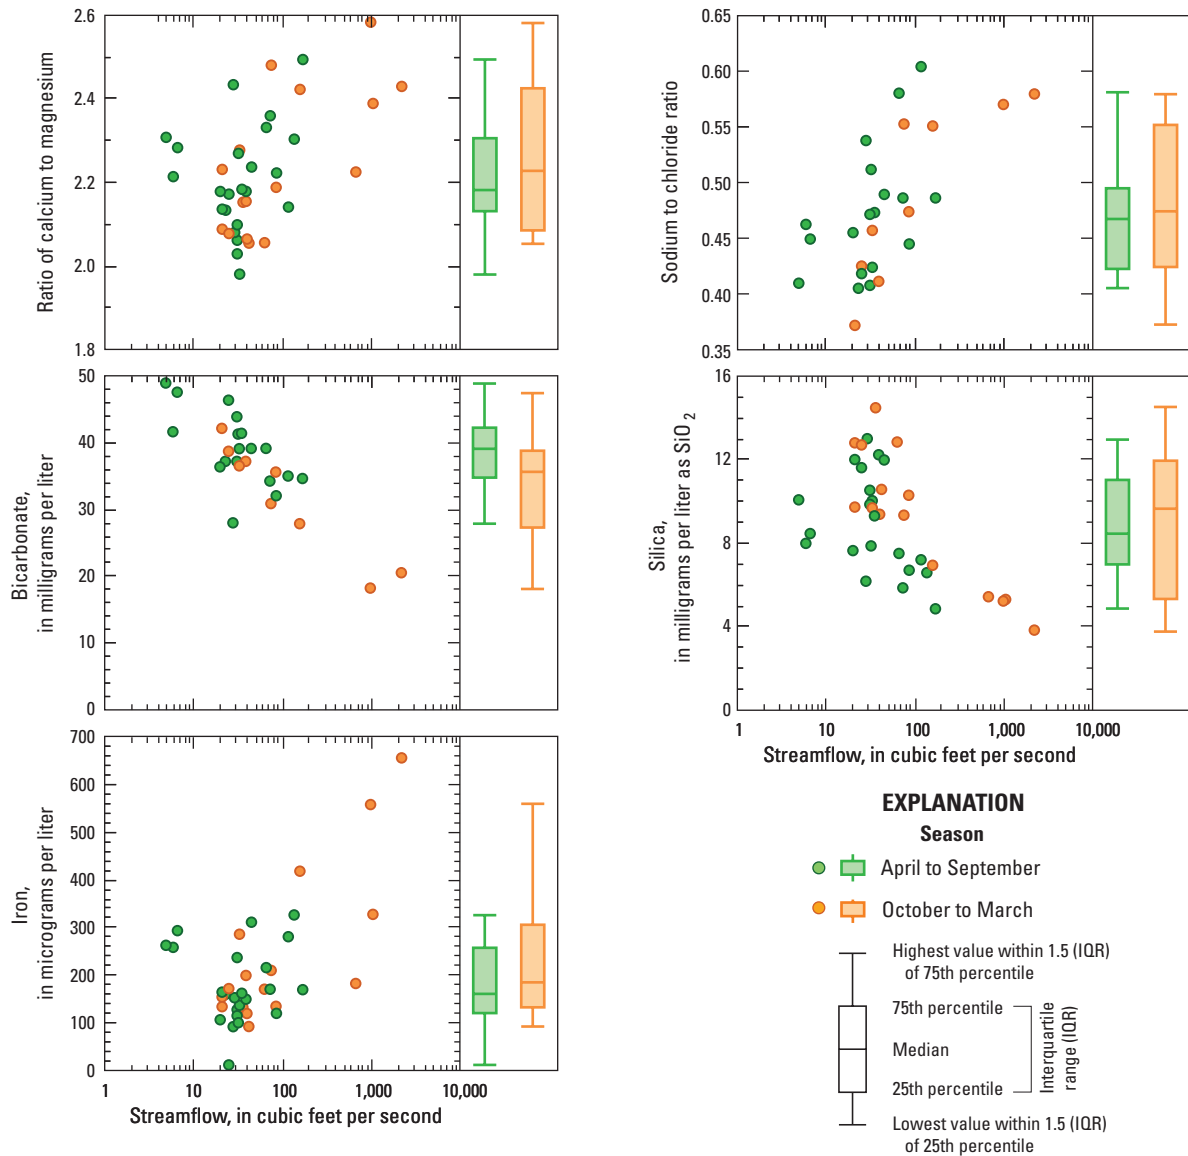 Ratio of calcium to magnesium
2.6
2.4
2.2
2.0
1.8
Sodium to chloride ratio
0.65
0.60
0.55
0.50
0.45
0.40
0.35
Bicarbonate,
in milligrams per liter
50
40
30
20
10
0
Silica,
in milligrams per liter as SiO2
16
12
8
4
0
1
10
100
1,000
10,000
Streamflow, in cubic feet per second
Iron,
in micrograms per liter
700
600
500
400
300
200
100
0
1
10
100
1,000
10,000
Streamflow, in cubic feet per second
EXPLANATION
Season
April to September
October to March
Highest value within 1.5 (IQR)
of 75th percentile
75th percentile
Median
25th percentile
Interquartile
range (IQR)
Lowest value within 1.5 (IQR)
of 25th percentile